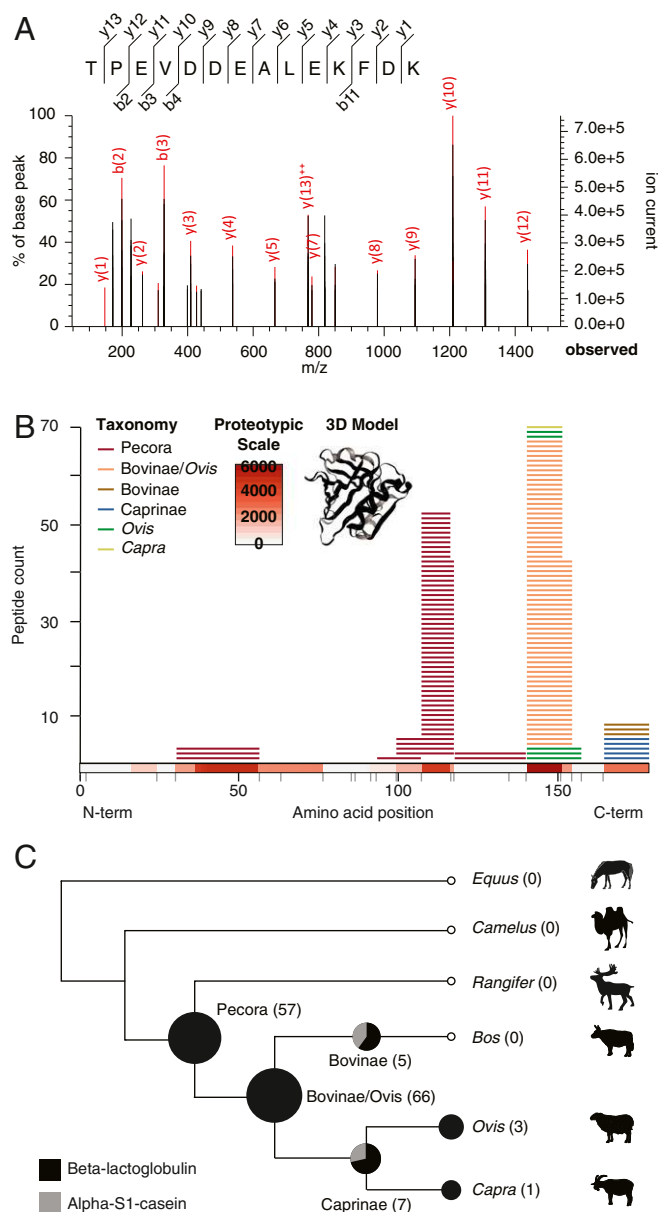 A
y13 y12 y11 y10 y9 y8 y7 y6 y5 y4 y3 y2 y1
T P E V D D E A L E K F D K
b2 b3 b4 b11
% of base peak
100
80
60
40
20
0
y(1)
b(2)
y(2)
b(3)
y(3)
y(4)
y(5)
y(13)++
y(7)
y(8)
y(9)
y(10)
y(11)
y(12)
7.0e+5
6.0e+5
5.0e+5
4.0e+5
3.0e+5
2.0e+5
1.0e+5
0.0e+0
ion current
200 400 600 800 1000 1200 1400
m/z
observed
B
Taxonomy
Pecora
Bovinae/Ovis
Bovinae
Caprinae
Ovis
Capra
Proteotypic
Scale
6000
4000
2000
0
3D Model
Peptide count
70
50
30
10
50 100 150
N-term Amino acid position C-term
C
Equus (0)
Camelus (0)
Rangifer (0)
Pecora (57)
Bos (0)
Bovinae (5)
Bovinae/Ovis (66)
Ovis (3)
Capra (1)
Caprinae (7)
Beta-lactoglobulin
Alpha-S1-casein